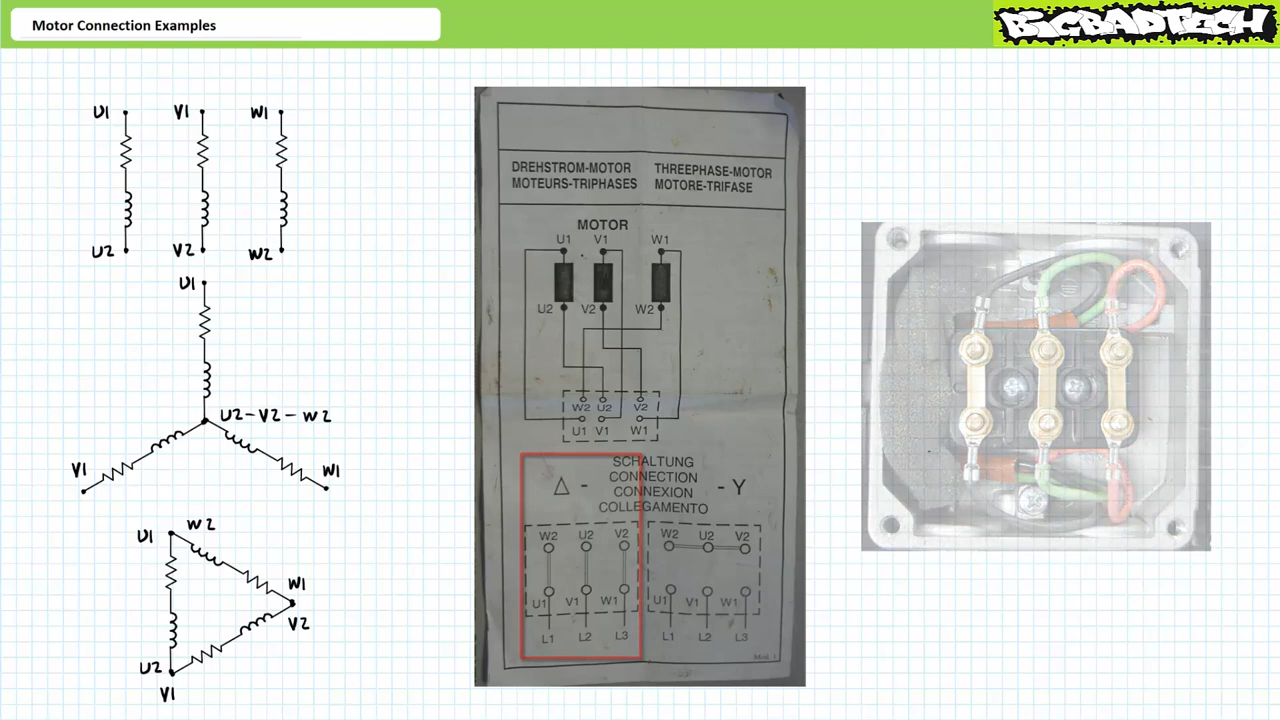 Motor Connection Examples
BIGBADTECH
U1 V1 W1
U2 V2 W2
U1
U2-V2-W2
V1 W1
W2
U1
W1
V2
U2
V1
DREHSTROM-MOTOR THREEPHASE-MOTOR
MOTEURS-TRIPHASES MOTORE-TRIFASE
MOTOR
U1 V1 W1
U2 V2 W2
W2 U2 V2
U1 V1 W1
SCHALTUNG
Δ - CONNECTION - Y
CONNEXION
COLLEGAMENTO
W2 U2 V2 W2 U2 V2
U1 V1 W1 U1 V1 W1
L1 L2 L3 L1 L2 L3